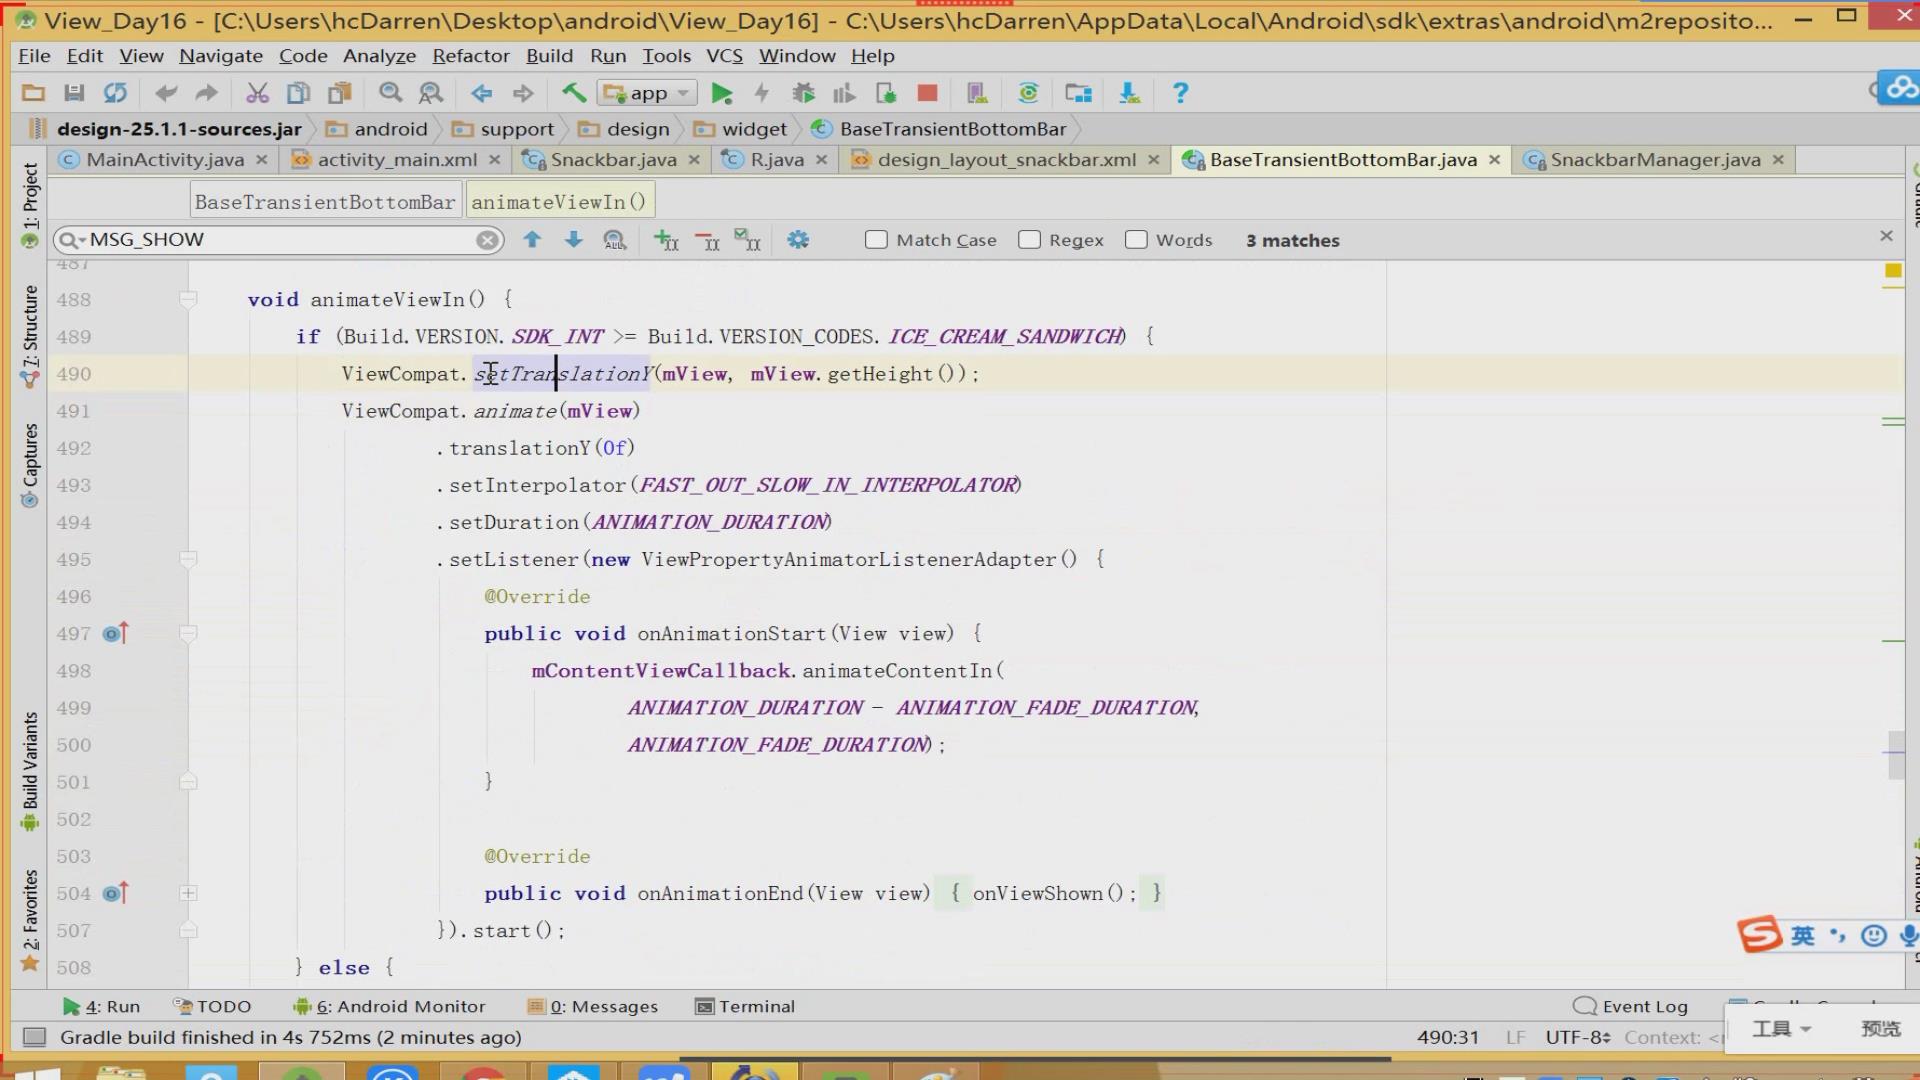 View_Day16 - [C:\Users\hcDarren\Desktop\android\View_Day16] - C:\Users\hcDarren\AppData\Local\Android\sdk\extras\android\m2reposito...
File Edit View Navigate Code Analyze Refactor Build Run Tools VCS Window Help
app
design-25.1.1-sources.jar android support design widget BaseTransientBottomBar
MainActivity.java activity_main.xml Snackbar.java R.java design_layout_snackbar.xml BaseTransientBottomBar.java SnackbarManager.java
BaseTransientBottomBar animateViewIn()
MSG_SHOW Match Case Regex Words 3 matches
487
488 void animateViewIn() {
489 if (Build.VERSION.SDK_INT >= Build.VERSION_CODES.ICE_CREAM_SANDWICH) {
490 ViewCompat.setTranslationY(mView, mView.getHeight());
491 ViewCompat.animate(mView)
492 .translationY(0f)
493 .setInterpolator(FAST_OUT_SLOW_IN_INTERPOLATOR)
494 .setDuration(ANIMATION_DURATION)
495 .setListener(new ViewPropertyAnimatorListenerAdapter() {
496 @Override
497 public void onAnimationStart(View view) {
498 mContentViewCallback.animateContentIn(
499 ANIMATION_DURATION - ANIMATION_FADE_DURATION,
500 ANIMATION_FADE_DURATION);
501 }
502
503 @Override
504 public void onAnimationEnd(View view) { onViewShown(); }
507 }).start();
508 } else {
1: Project
7: Structure
Captures
Build Variants
2: Favorites
英
4: Run TODO 6: Android Monitor 0: Messages Terminal Event Log
Gradle build finished in 4s 752ms (2 minutes ago) 490:31 LF UTF-8 Context:
工具 预览